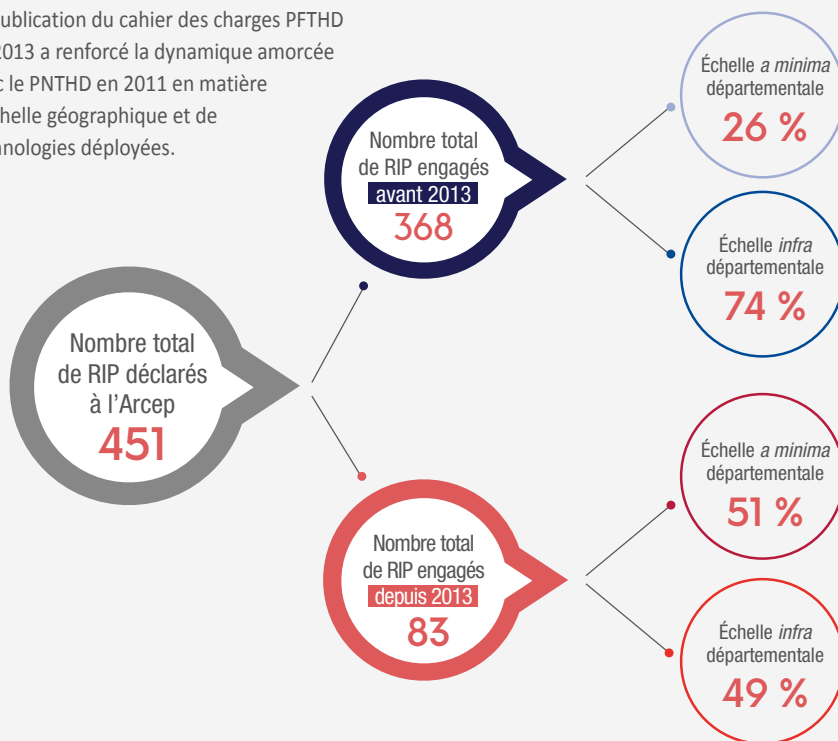 ublication du cahier des charges PFTHD
2013 a renforcé la dynamique amorcée
le PNTHD en 2011 en matière
helle géographique et de
nologies déployées.
Nombre total
de RIP déclarés
à l'Arcep
451
Nombre total
de RIP engagés
avant 2013
368
Échelle a minima
départementale
26 %
Échelle infra
départementale
74 %
Nombre total
de RIP engagés
depuis 2013
83
Échelle a minima
départementale
51 %
Échelle infra
départementale
49 %